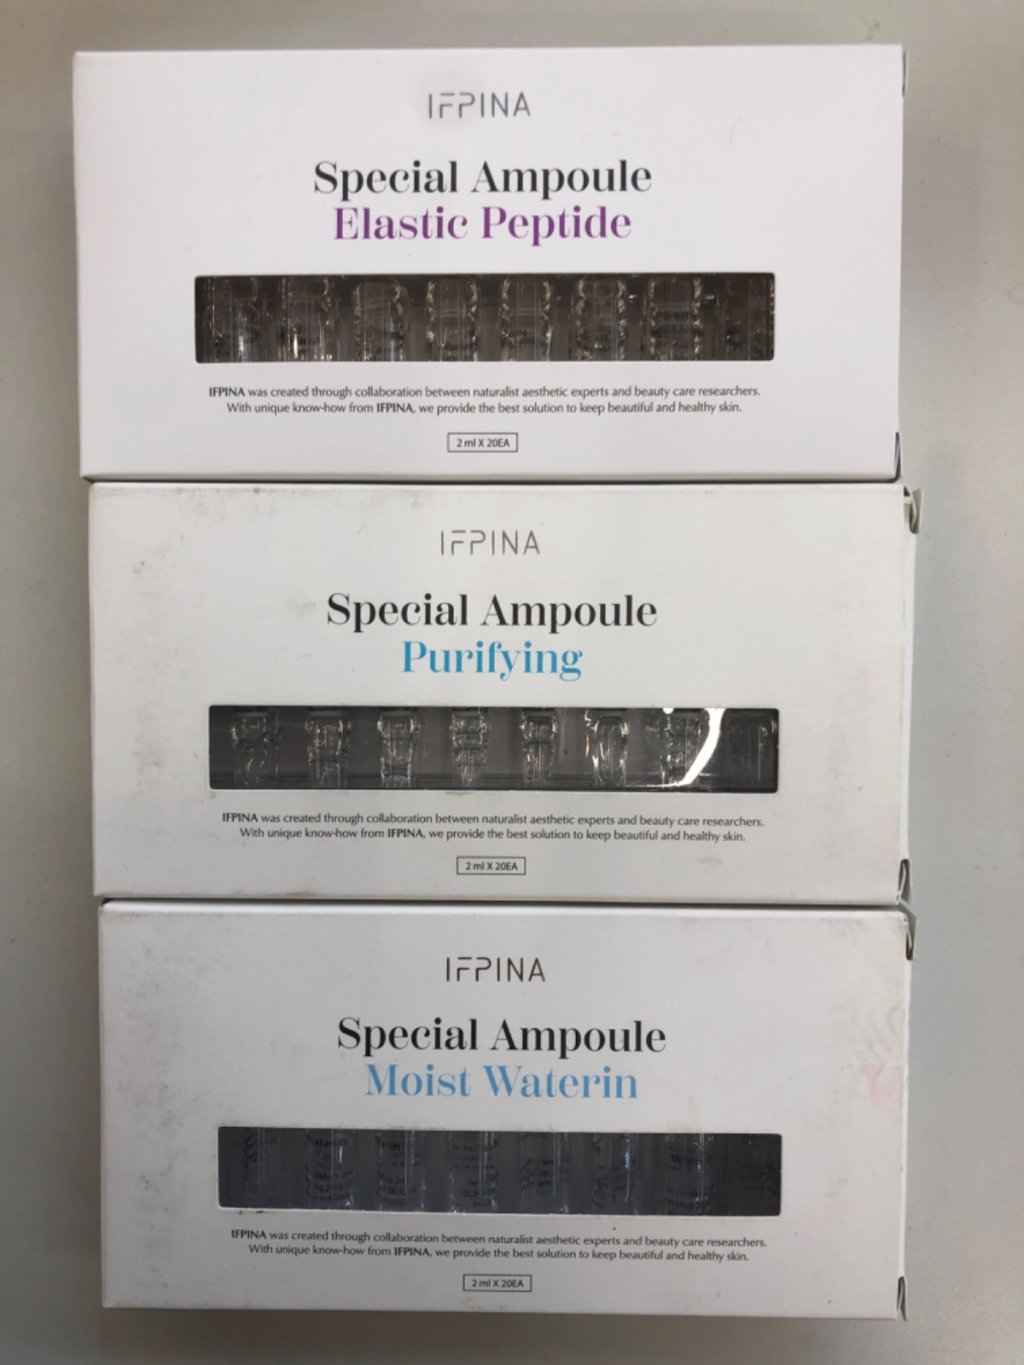 IFPINA
Special Ampoule
Elastic Peptide
IFPINA was created through collaboration between naturalist aesthetic experts and beauty care researchers.
With unique know-how from IFPINA, we provide the best solution to keep beautiful and healthy skin.
2 ml X 20EA
IFPINA
Special Ampoule
Purifying
IFPINA was created through collaboration between naturalist aesthetic experts and beauty care researchers.
With unique know-how from IFPINA, we provide the best solution to keep beautiful and healthy skin.
2 ml X 20EA
IFPINA
Special Ampoule
Moist Waterin
IFPINA was created through collaboration between naturalist aesthetic experts and beauty care researchers.
With unique know-how from IFPINA, we provide the best solution to keep beautiful and healthy skin.
2 ml X 20EA